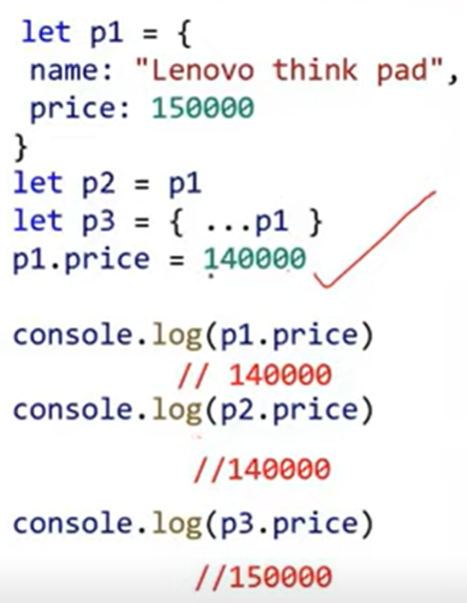 let p1 = {
name: "Lenovo think pad",
price: 150000
}
let p2 = p1
let p3 = { ...p1 }
p1.price = 140000
console.log(p1.price)
// 140000
console.log(p2.price)
//140000
console.log(p3.price)
//150000